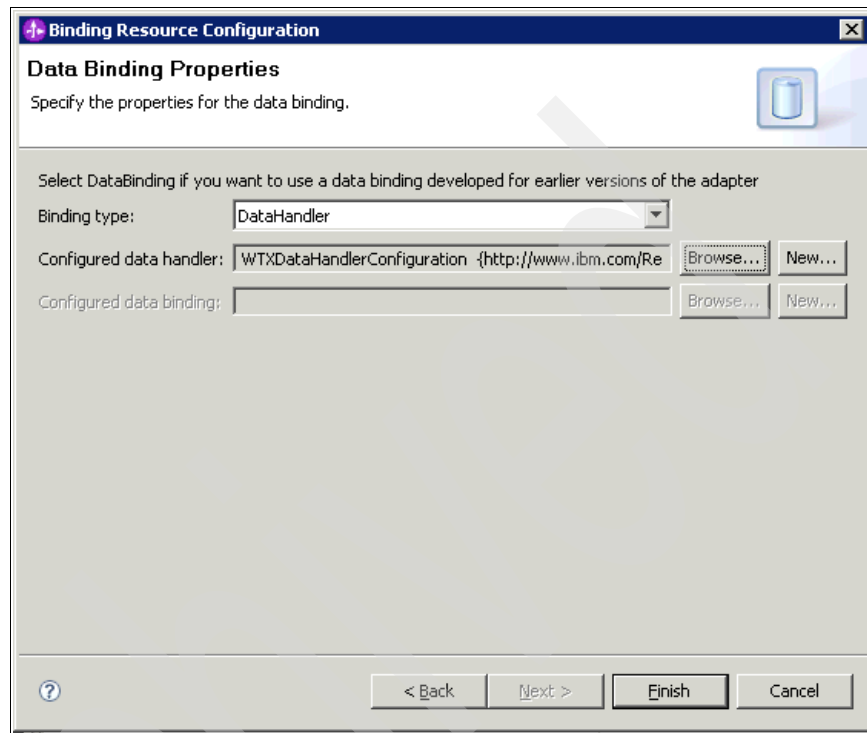 Binding Resource Configuration
Data Binding Properties
Specify the properties for the data binding.
Select DataBinding if you want to use a data binding developed for earlier versions of the adapter
Binding type: DataHandler
Configured data handler: WTXDataHandlerConfiguration {http://www.ibm.com/Re Browse... New...
Configured data binding: Browse... New...
? < Back Next > Finish Cancel